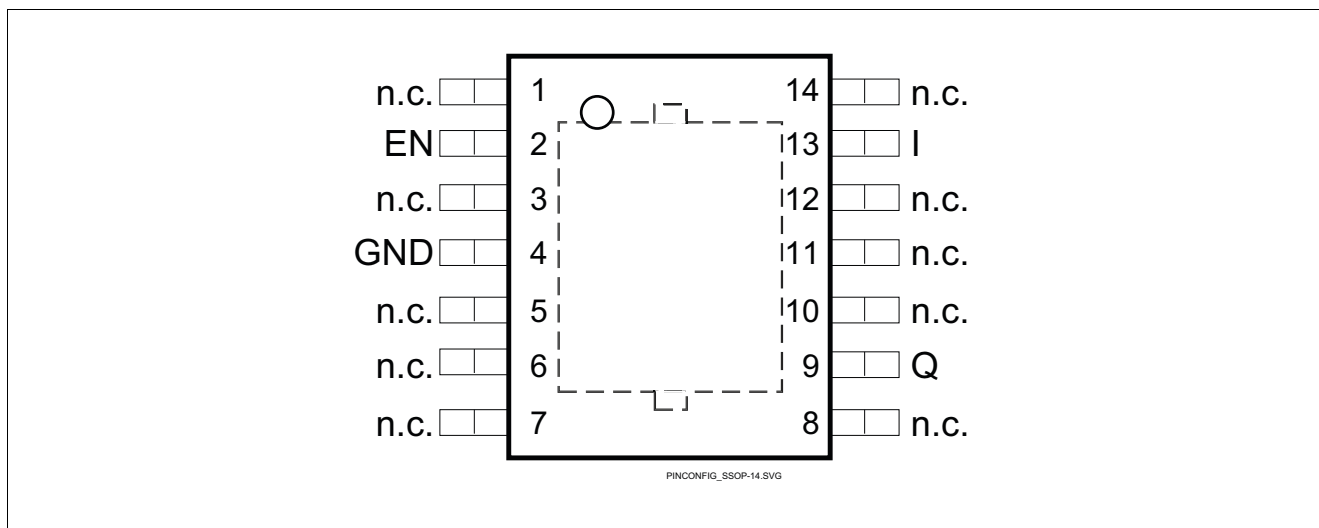 n.c. 1 14 n.c.
EN 2 13 I
n.c. 3 12 n.c.
GND 4 11 n.c.
n.c. 5 10 n.c.
n.c. 6 9 Q
n.c. 7 8 n.c.
PINCONFIG_SSOP-14.SVG